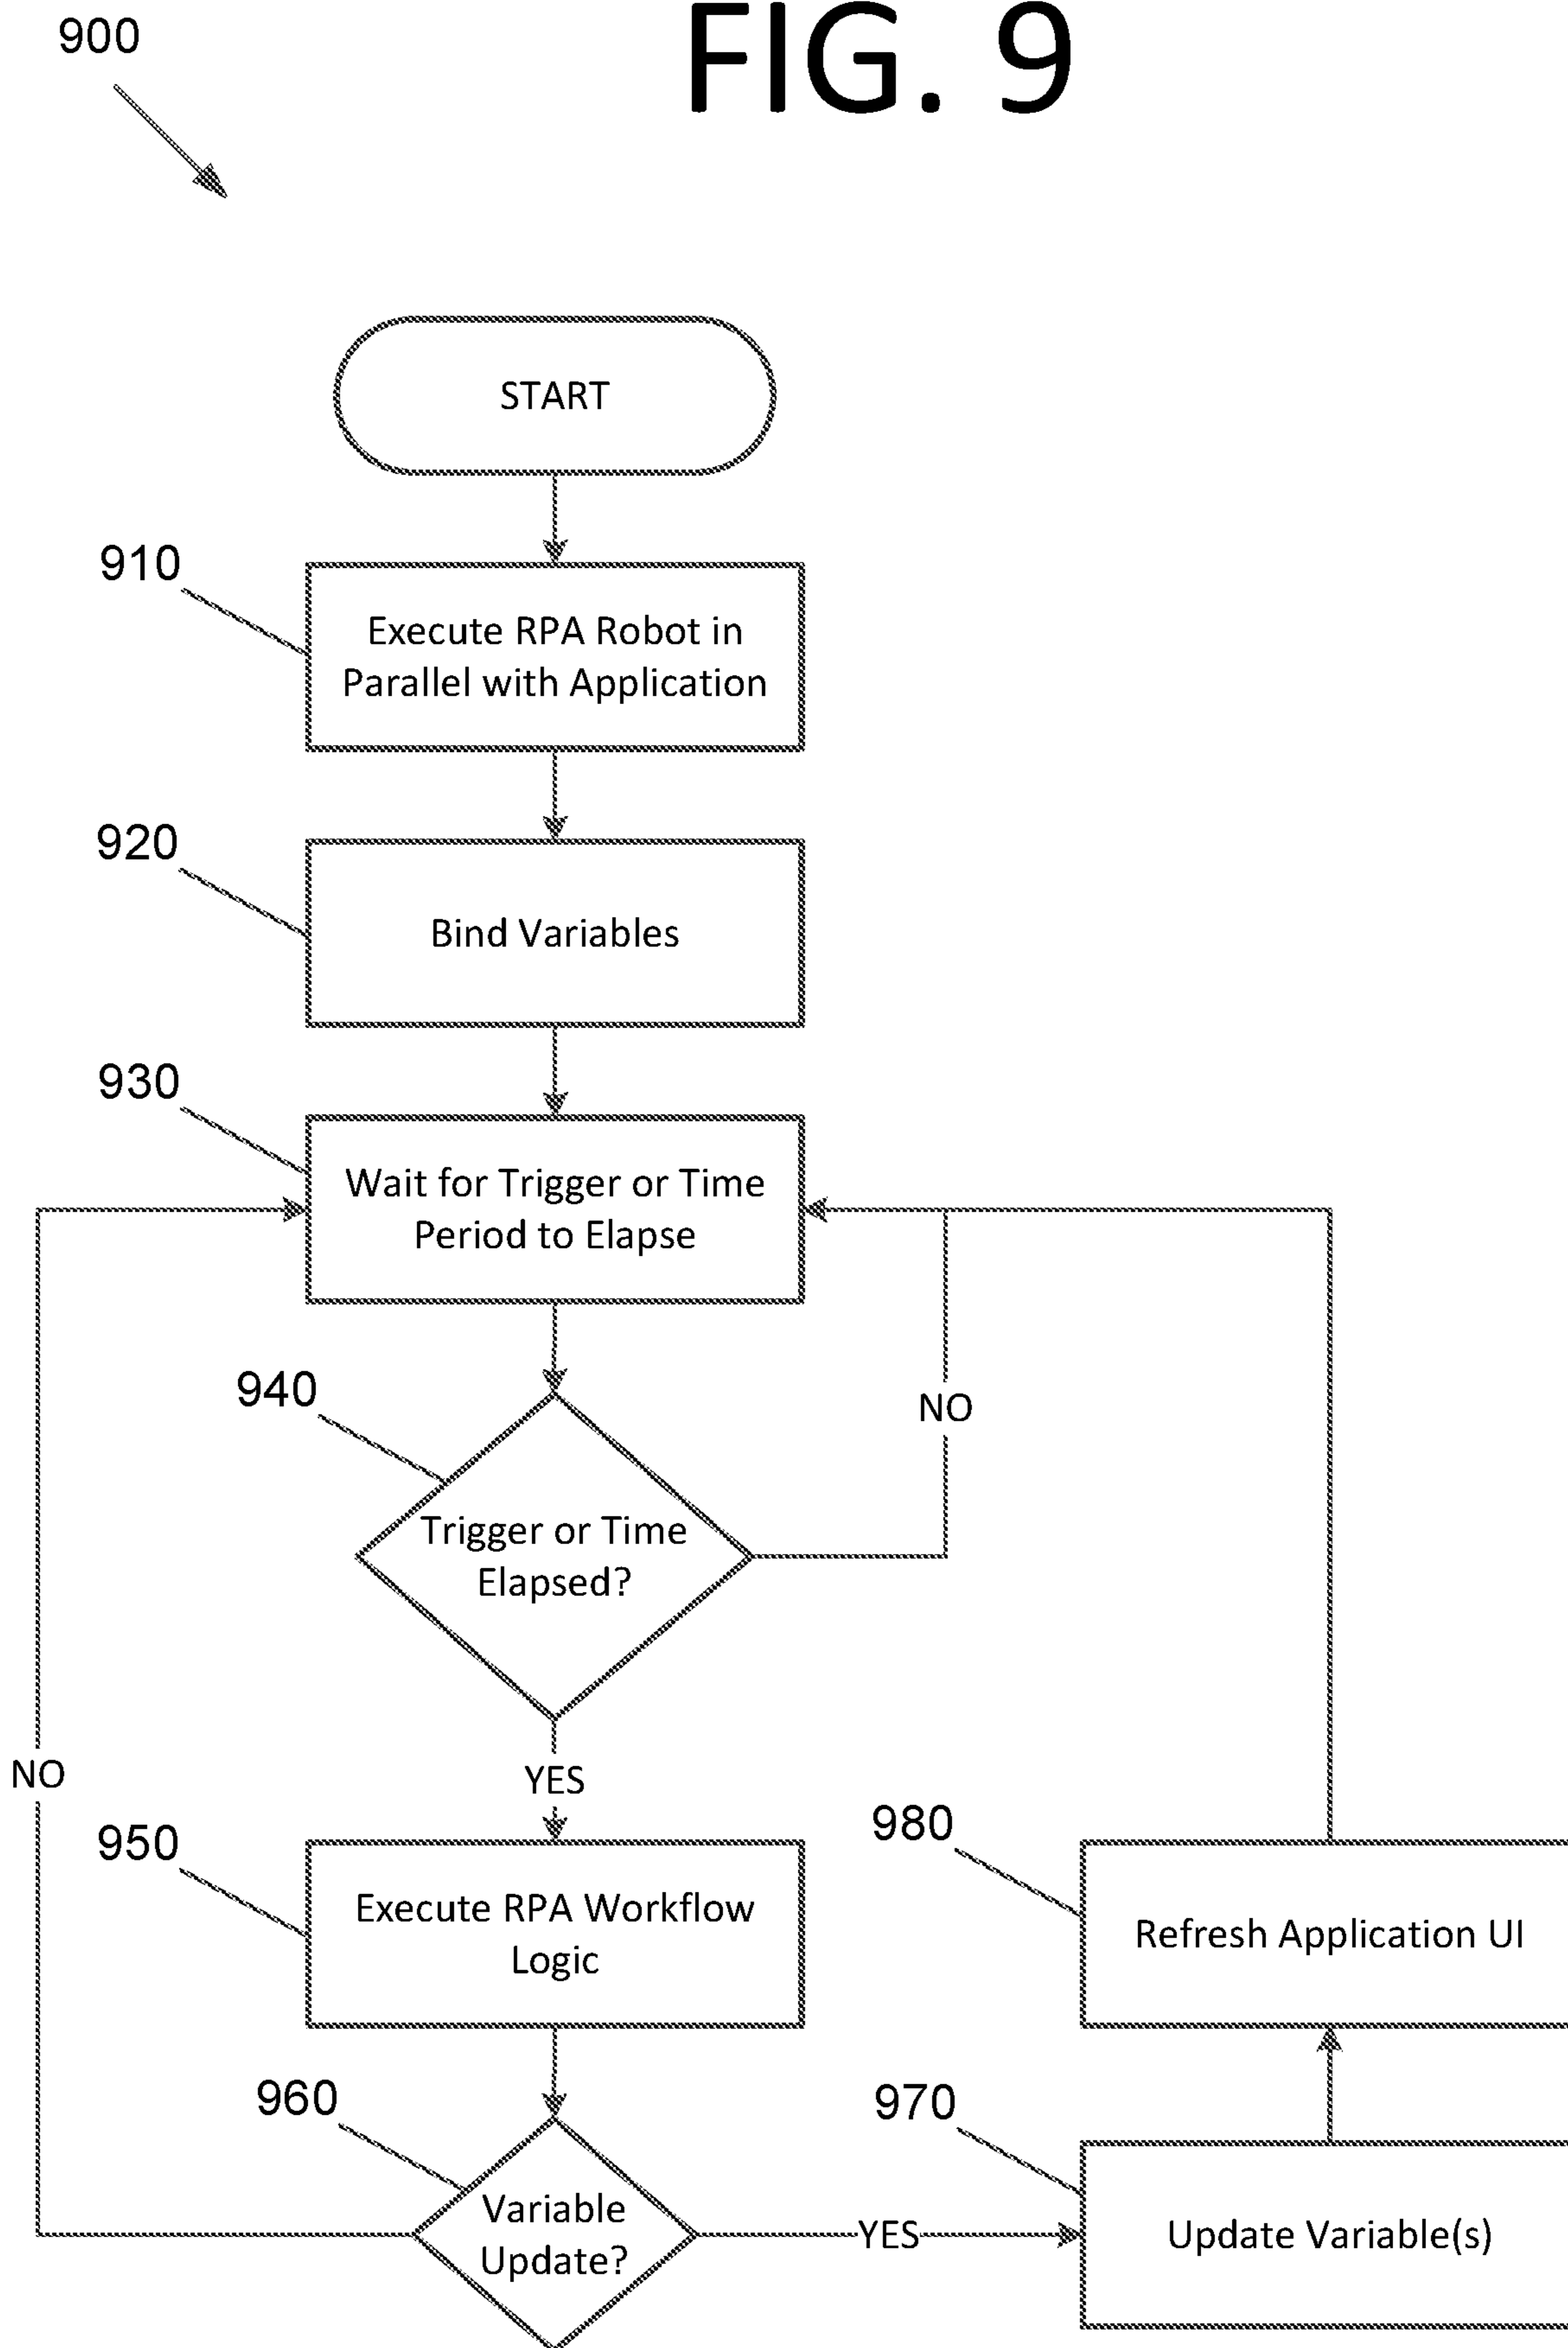 900
FIG. 9
START
910
Execute RPA Robot in
Parallel with Application
920
Bind Variables
930
Wait for Trigger or Time
Period to Elapse
940
Trigger or Time
Elapsed?
NO
NO
YES
950
Execute RPA Workflow
Logic
980
Refresh Application UI
960
Variable
Update?
YES
970
Update Variable(s)